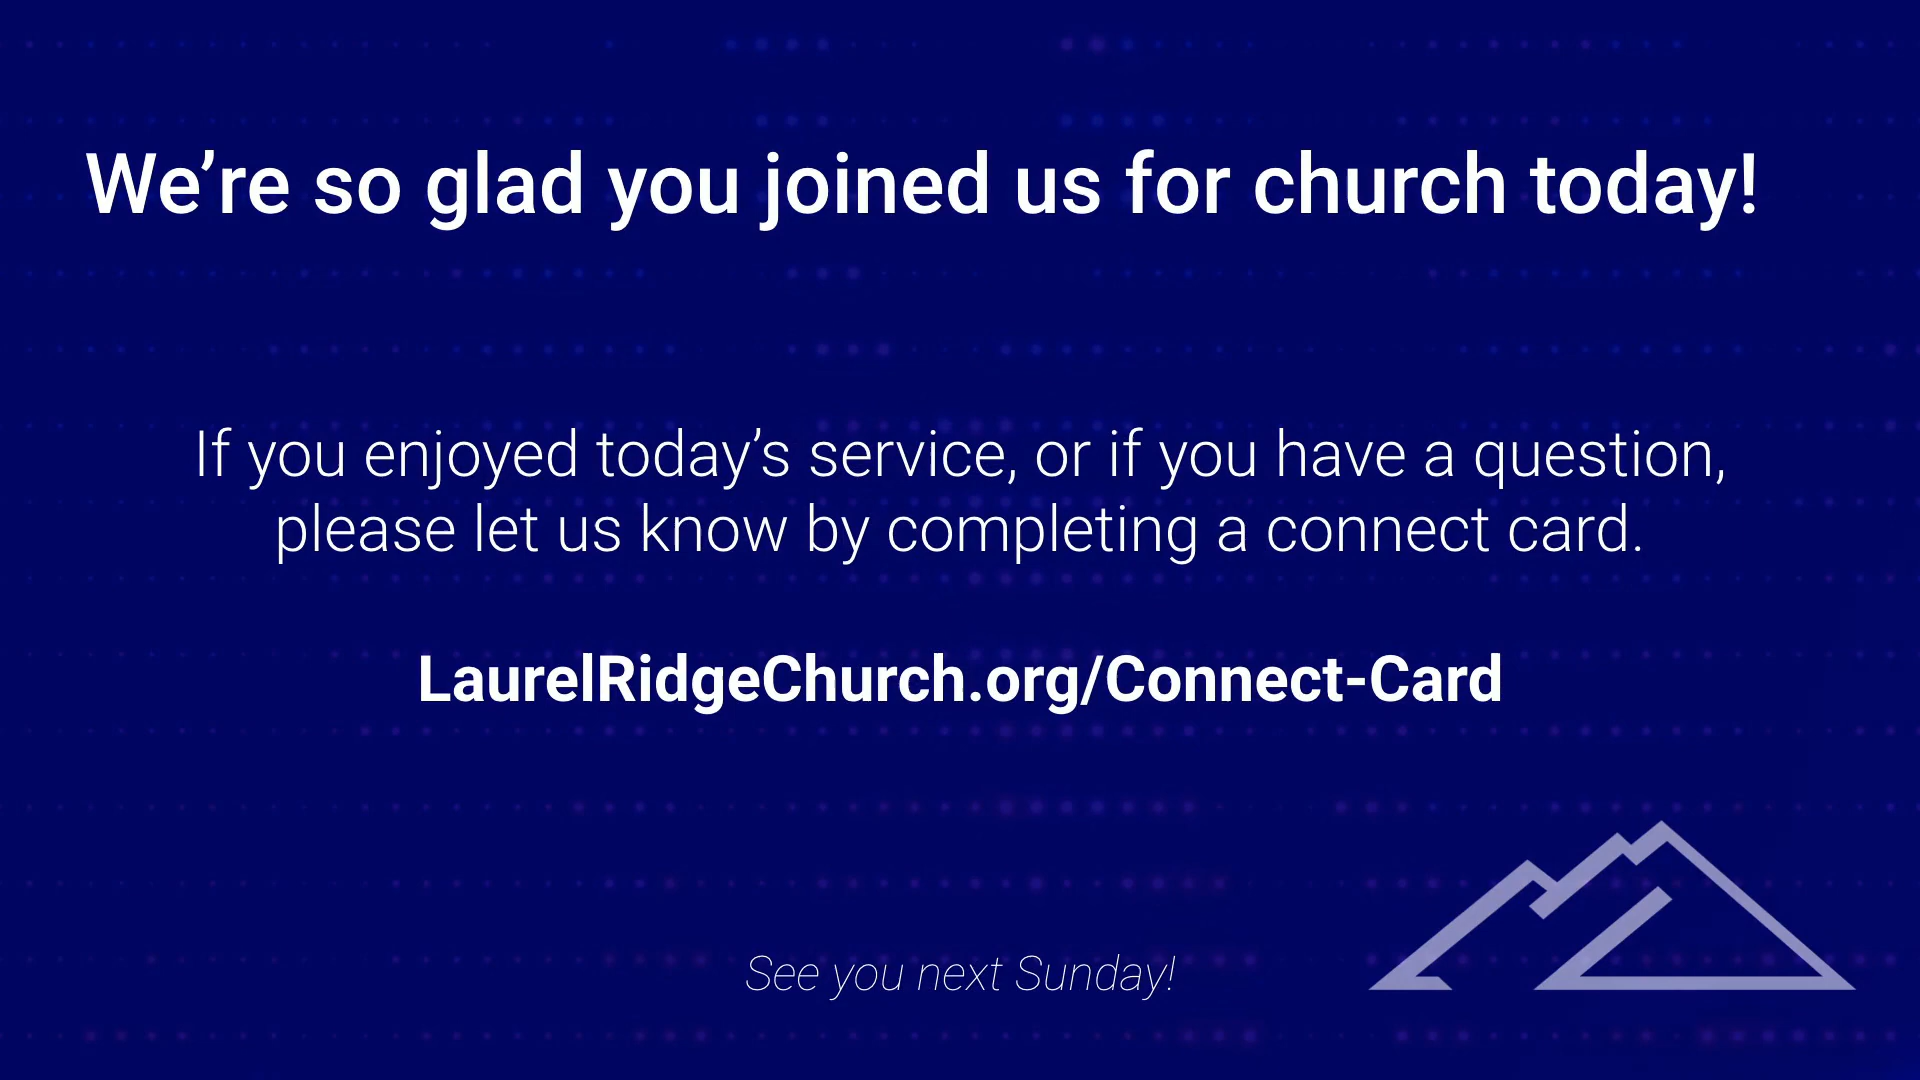 We’re so glad you joined us for church today!
If you enjoyed today’s service, or if you have a question,
please let us know by completing a connect card.
LaurelRidgeChurch.org/Connect-Card
See you next Sunday!